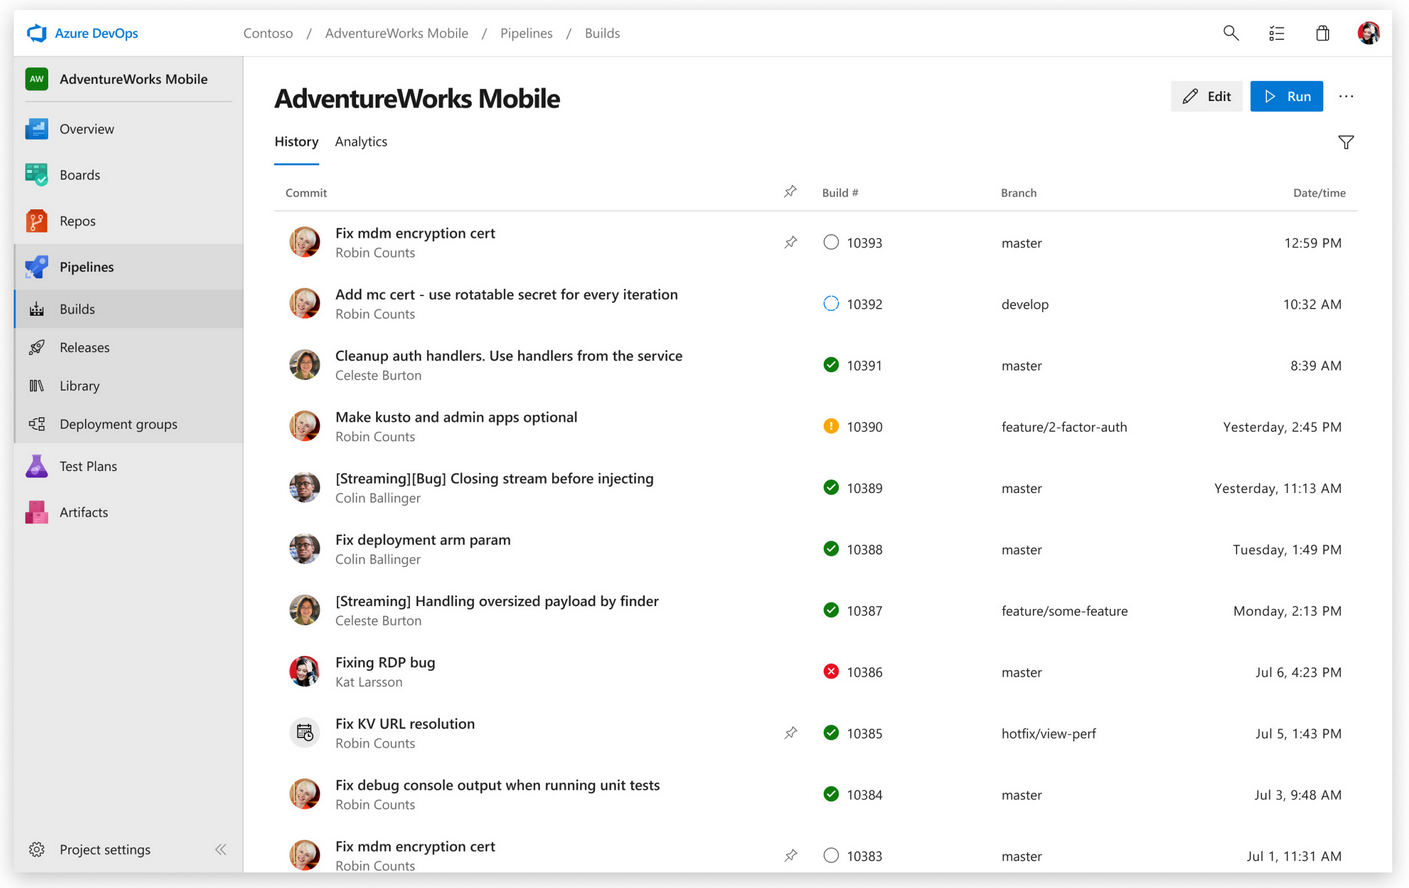 Azure DevOps
Contoso / AdventureWorks Mobile / Pipelines / Builds
AW AdventureWorks Mobile
Overview
Boards
Repos
Pipelines
Builds
Releases
Library
Deployment groups
Test Plans
Artifacts
Project settings
AdventureWorks Mobile
Edit
Run
History Analytics
Commit Build # Branch Date/time
Fix mdm encryption cert
Robin Counts
10393 master 12:59 PM
Add mc cert - use rotatable secret for every iteration
Robin Counts
10392 develop 10:32 AM
Cleanup auth handlers. Use handlers from the service
Celeste Burton
10391 master 8:39 AM
Make kusto and admin apps optional
Robin Counts
10390 feature/2-factor-auth Yesterday, 2:45 PM
[Streaming][Bug] Closing stream before injecting
Colin Ballinger
10389 master Yesterday, 11:13 AM
Fix deployment arm param
Colin Ballinger
10388 master Tuesday, 1:49 PM
[Streaming] Handling oversized payload by finder
Celeste Burton
10387 feature/some-feature Monday, 2:13 PM
Fixing RDP bug
Kat Larsson
10386 master Jul 6, 4:23 PM
Fix KV URL resolution
Robin Counts
10385 hotfix/view-perf Jul 5, 1:43 PM
Fix debug console output when running unit tests
Robin Counts
10384 master Jul 3, 9:48 AM
Fix mdm encryption cert
Robin Counts
10383 master Jul 1, 11:31 AM